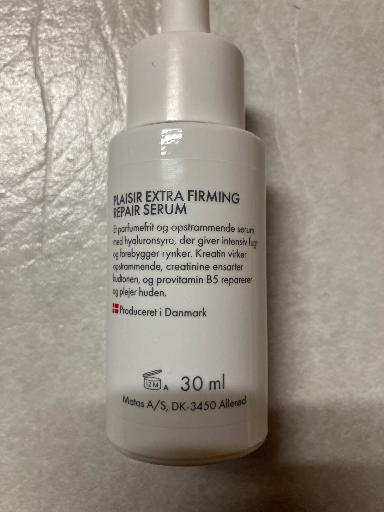 PLAISIR EXTRA FIRMING
REPAIR SERUM
Et parfumefrit og opstrammende serum
med hyaluronsyre, der giver intensiv fugt
og forebygger rynker. Kreatin virker
opstrammende, creatinine ensarter
hudtonen, og provitamin B5 reparerer
og plejer huden.
Produceret i Danmark
12 M A 30 ml
Matas A/S, DK-3450 Allerød